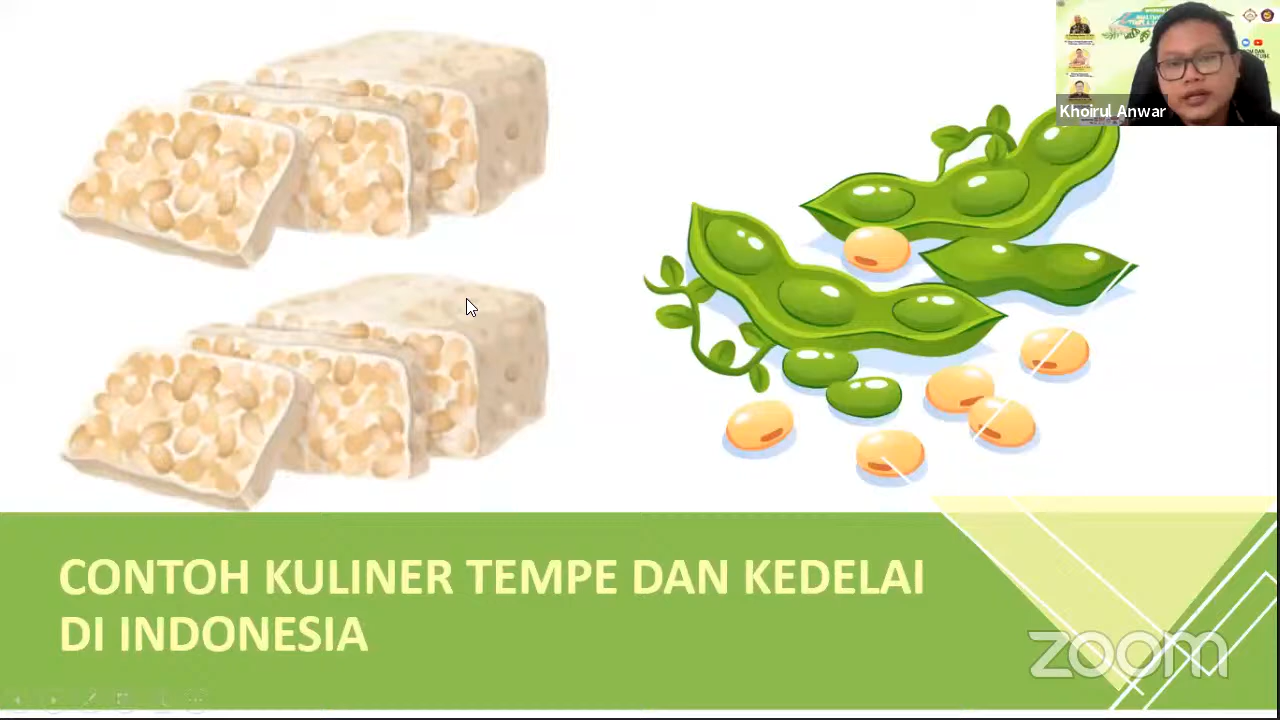 Khoirul Anwar
CONTOH KULINER TEMPE DAN KEDELAI
DI INDONESIA
zoom